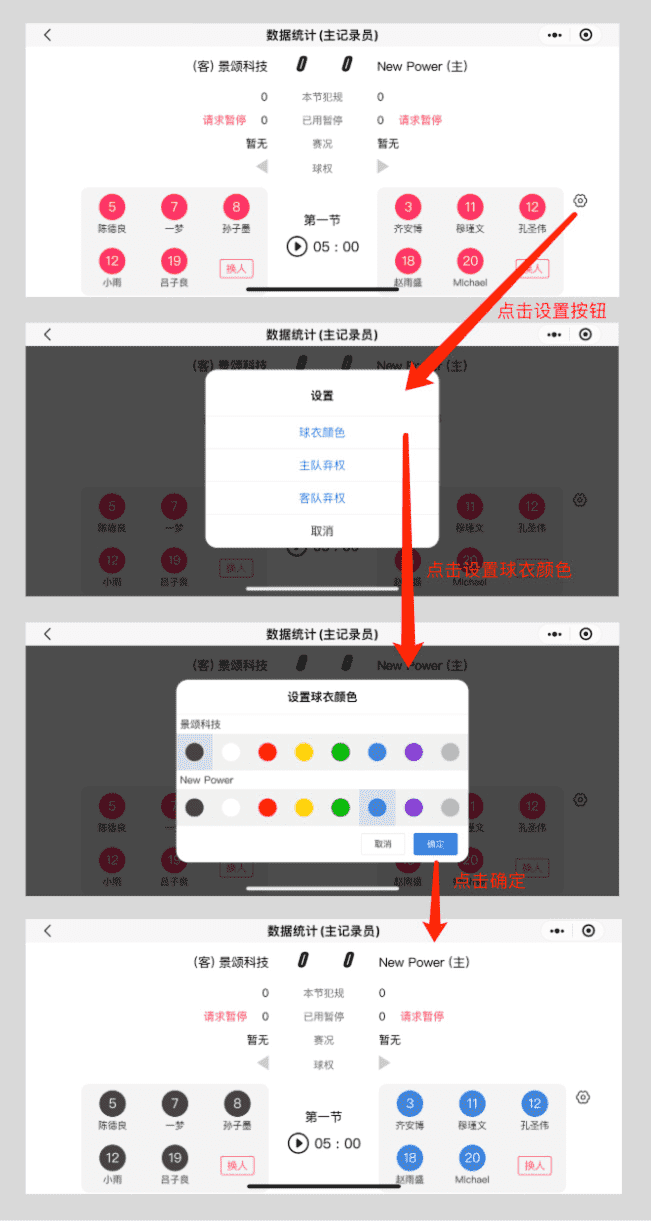 数据统计(主记录员)
(客) 景颂科技 0 0 New Power (主)
0 本节犯规 0
请求暂停 0 已用暂停 0 请求暂停
暂无 赛况 暂无
球权
5 7 8 3 11 12
陈德良 一梦 孙子墨 第一节 齐安博 穆瑾文 孔圣伟
05 : 00
12 19 换人 18 20 换人
小雨 吕子良 赵雨盛 Michael
点击设置按钮
数据统计(主记录员)
(客) 景颂科技 0 0 New Power (主)
设置
球衣颜色
主队弃权
客队弃权
取消
5 7 11 12
陈德良 一梦 穆瑾文 孔圣伟
12 19 换人 20
小雨 吕子良 Michael
点击设置球衣颜色
数据统计(主记录员)
(客) 景颂科技 0 0 New Power (主)
设置球衣颜色
景颂科技
New Power
取消 确定
5 12
陈德良 孔圣伟
12 19 换人 20 换人
小雨 吕子良 赵雨盛 Michael
点击确定
数据统计(主记录员)
(客) 景颂科技 0 0 New Power (主)
0 本节犯规 0
请求暂停 0 已用暂停 0 请求暂停
暂无 赛况 暂无
球权
5 7 8 3 11 12
陈德良 一梦 孙子墨 第一节 齐安博 穆瑾文 孔圣伟
05 : 00
12 19 换人 18 20 换人
小雨 吕子良 赵雨盛 Michael